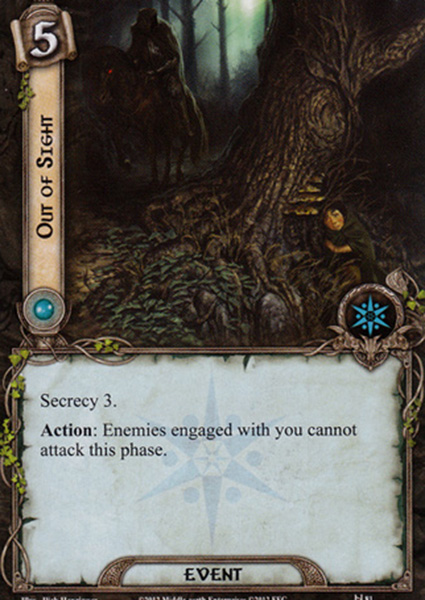 5
OUT OF SIGHT
Secrecy 3.
Action: Enemies engaged with you cannot
attack this phase.
EVENT